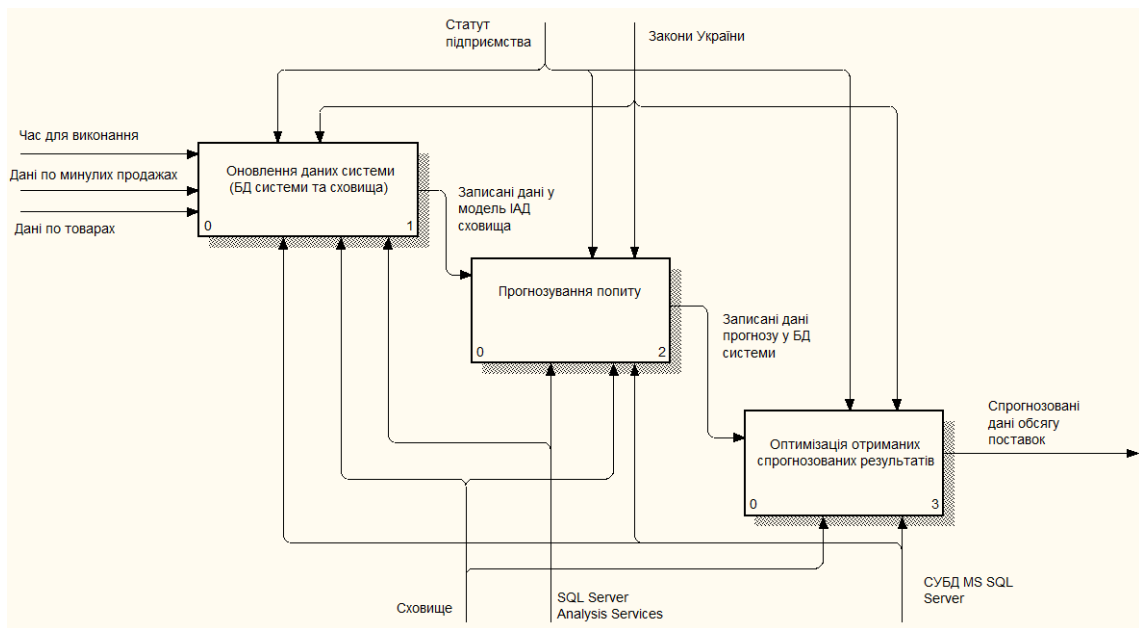 Статут
підприємства
Закони України
Час для виконання
Дані по минулих продажах
Дані по товарах
Оновлення даних системи
(БД системи та сховища)
0
1
Записані дані у
модель ІАД
сховища
Прогнозування попиту
0
2
Записані дані
прогнозу у БД
системи
Оптимізація отриманих
спрогнозованих результатів
0
3
Спрогнозовані
дані обсягу
поставок
Сховище
SQL Server
Analysis Services
СУБД MS SQL
Server